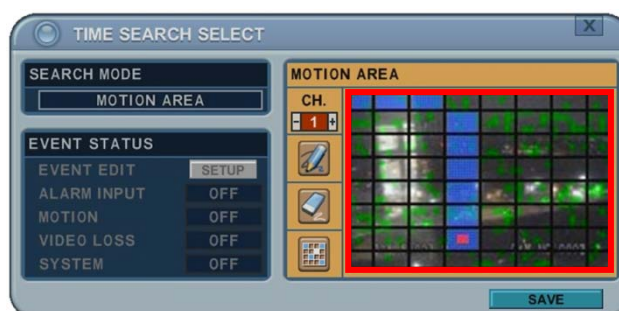 TIME SEARCH SELECT
X
SEARCH MODE
MOTION AREA
EVENT STATUS
EVENT EDIT SETUP
ALARM INPUT OFF
MOTION OFF
VIDEO LOSS OFF
SYSTEM OFF
MOTION AREA
CH.
- 1 +
SAVE